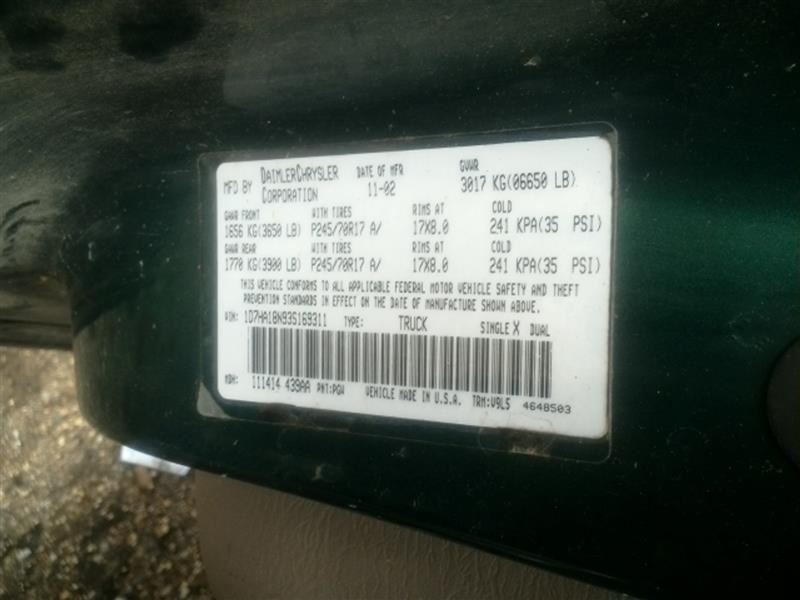 MFD BY DAIMLERCHRYSLER CORPORATION DATE OF MFR 11-02 GVWR 3017 KG(06650 LB)
GAWR FRONT WITH TIRES RIMS AT COLD
1656 KG(3650 LB) P245/70R17 A/ 17X8.0 241 KPA(35 PSI)
GAWR REAR WITH TIRES RIMS AT COLD
1770 KG(3900 LB) P245/70R17 A/ 17X8.0 241 KPA(35 PSI)
THIS VEHICLE CONFORMS TO ALL APPLICABLE FEDERAL MOTOR VEHICLE SAFETY AND THEFT
PREVENTION STANDARDS IN EFFECT ON THE DATE OF MANUFACTURE SHOWN ABOVE.
VIN: 1D7HA18N93S169311 TYPE: TRUCK SINGLE X DUAL
MDH: 111414 439AA PNT:PGV VEHICLE MADE IN U.S.A. TRM:V9L5 4648503